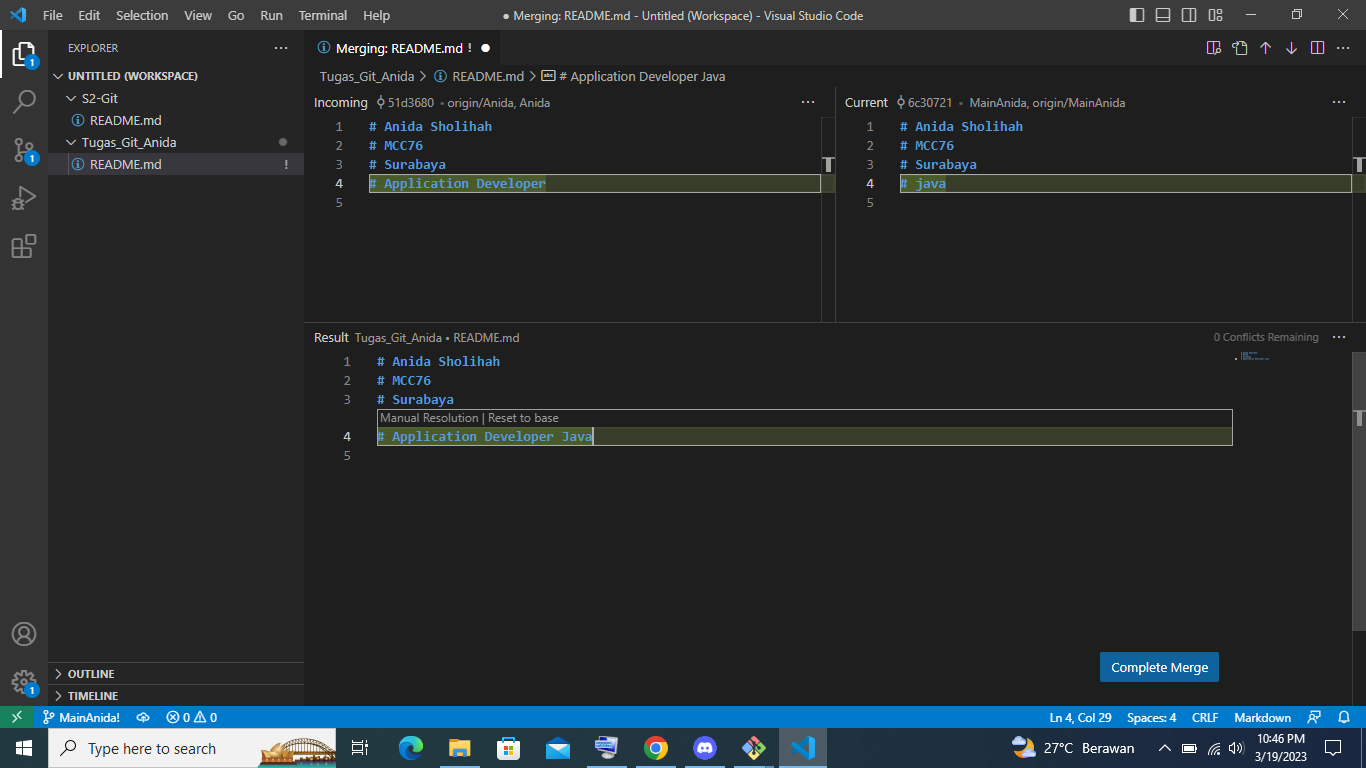 File Edit Selection View Go Run Terminal Help ● Merging: README.md - Untitled (Workspace) - Visual Studio Code
EXPLORER
UNTITLED (WORKSPACE)
S2-Git
README.md
Tugas_Git_Anida
README.md !
OUTLINE
TIMELINE
1
1
1
Merging: README.md ! ●
Tugas_Git_Anida > README.md > abc # Application Developer Java
Incoming 51d3680 • origin/Anida, Anida
1 # Anida Sholihah
2 # MCC76
3 # Surabaya
4 # Application Developer
5
Current 6c30721 • MainAnida, origin/MainAnida
1 # Anida Sholihah
2 # MCC76
3 # Surabaya
4 # java
5
Result Tugas_Git_Anida • README.md 0 Conflicts Remaining
1 # Anida Sholihah
2 # MCC76
3 # Surabaya
Manual Resolution | Reset to base
4 # Application Developer Java
5
Complete Merge
MainAnida! 0 0 Ln 4, Col 29 Spaces: 4 CRLF Markdown
Type here to search 27°C Berawan 10:46 PM
3/19/2023